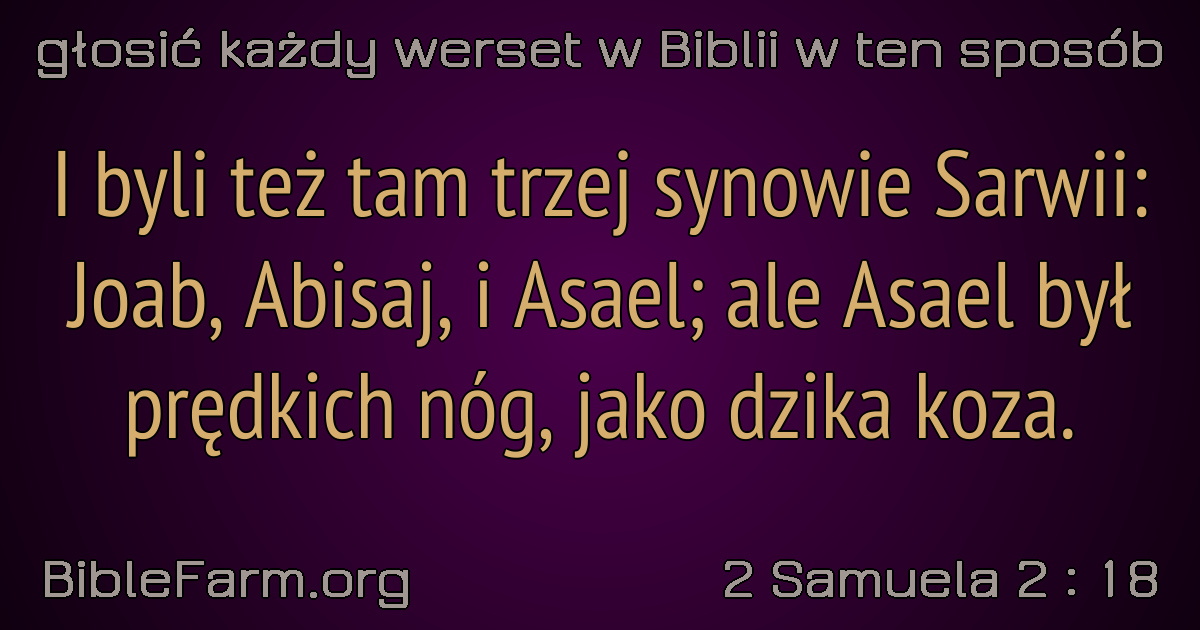 głosić każdy werset w Biblii w ten sposób
I byli też tam trzej synowie Sarwii:
Joab, Abisaj, i Asael; ale Asael był
prędkich nóg, jako dzika koza.
BibleFarm.org
2 Samuela 2 : 18